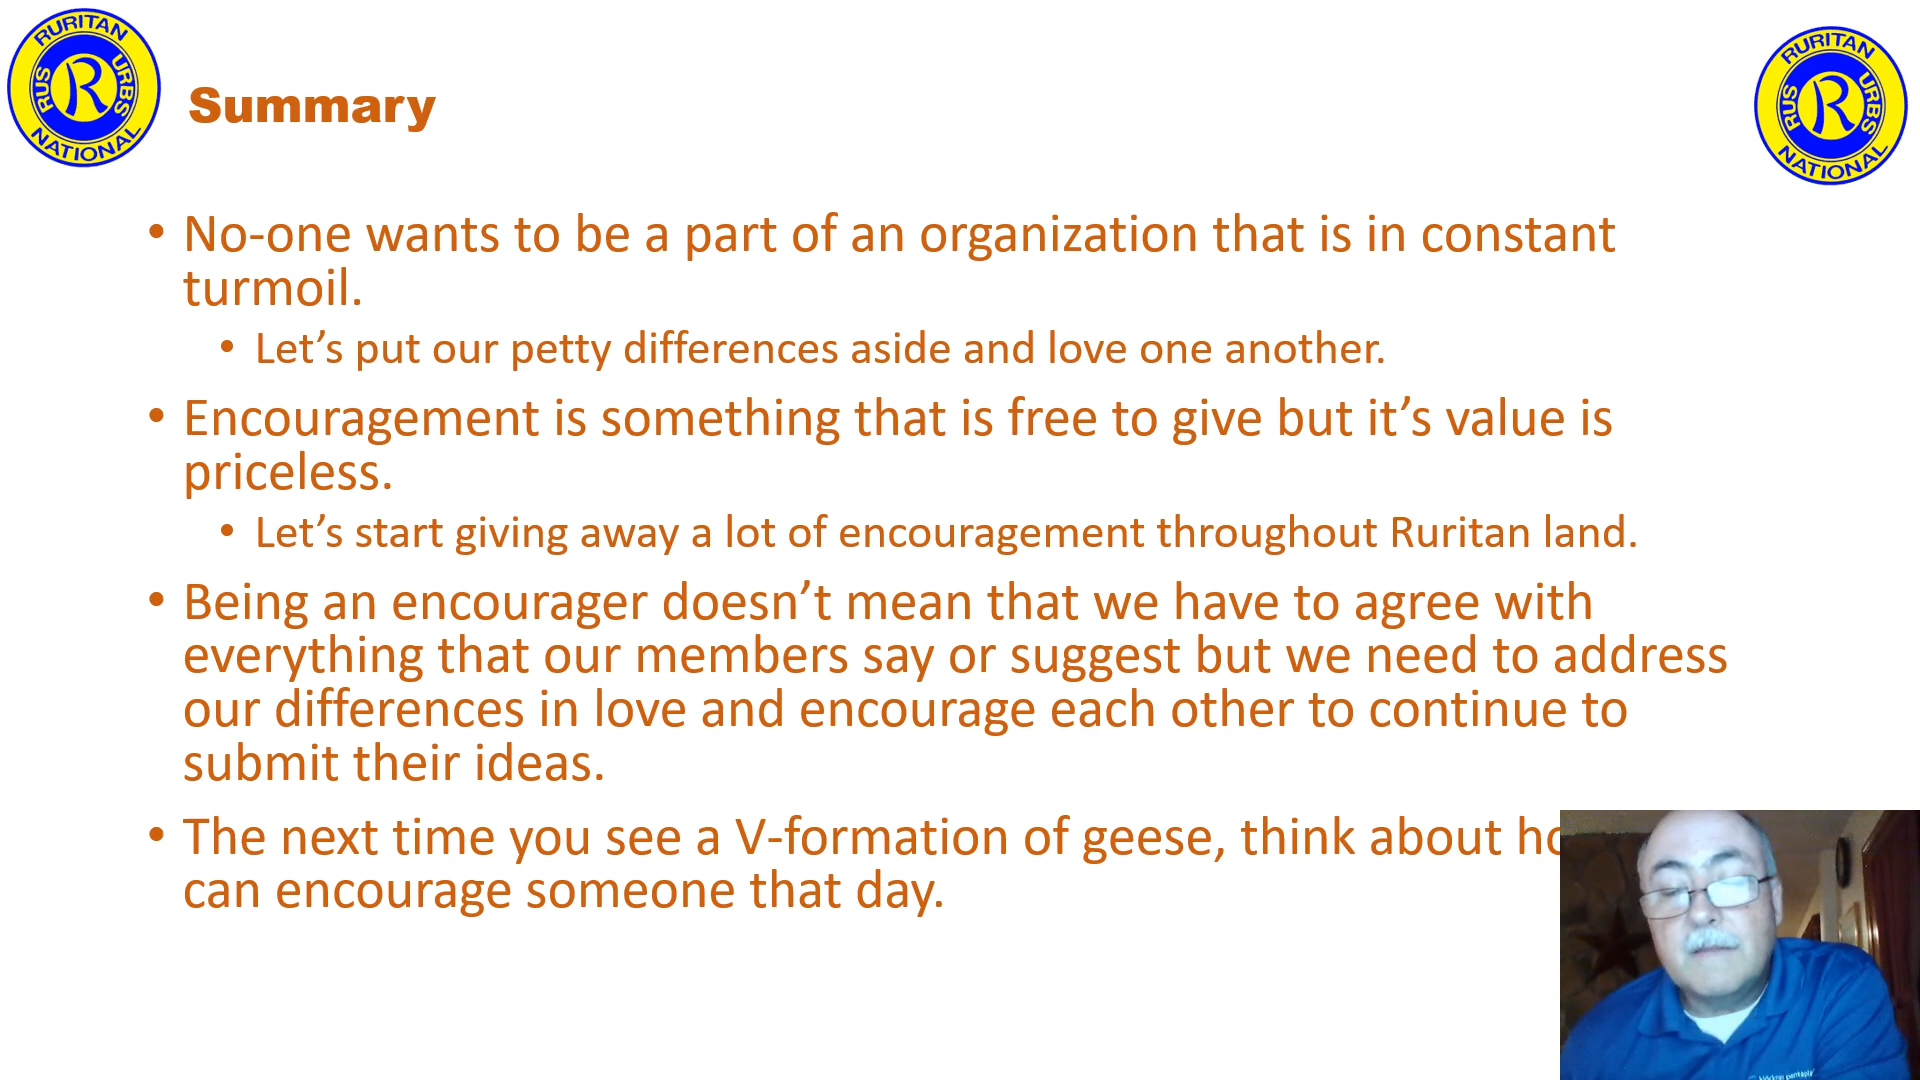 RURITAN
RUS
R
URBS
NATIONAL
RURITAN
RUS
R
URBS
NATIONAL
Summary
• No-one wants to be a part of an organization that is in constant
turmoil.
• Let’s put our petty differences aside and love one another.
• Encouragement is something that is free to give but it’s value is
priceless.
• Let’s start giving away a lot of encouragement throughout Ruritan land.
• Being an encourager doesn’t mean that we have to agree with
everything that our members say or suggest but we need to address
our differences in love and encourage each other to continue to
submit their ideas.
• The next time you see a V-formation of geese, think about
can encourage someone that day.